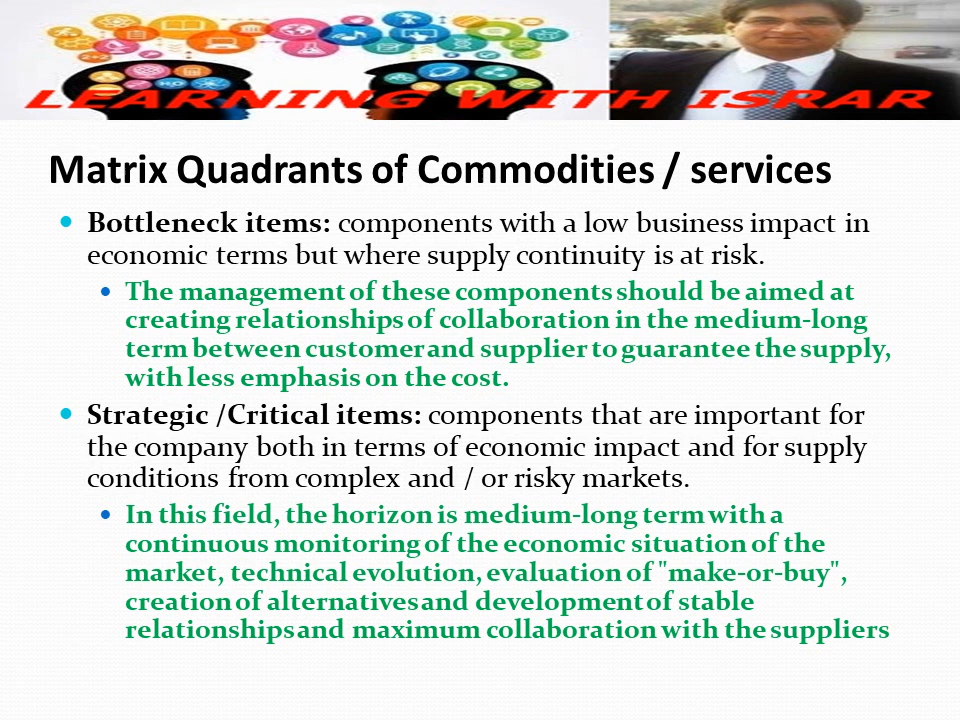 LEARNING WITH ISRAR
Matrix Quadrants of Commodities / services
Bottleneck items: components with a low business impact in
economic terms but where supply continuity is at risk.
The management of these components should be aimed at
creating relationships of collaboration in the medium-long
term between customer and supplier to guarantee the supply,
with less emphasis on the cost.
Strategic /Critical items: components that are important for
the company both in terms of economic impact and for supply
conditions from complex and / or risky markets.
In this field, the horizon is medium-long term with a
continuous monitoring of the economic situation of the
market, technical evolution, evaluation of "make-or-buy",
creation of alternatives and development of stable
relationships and maximum collaboration with the suppliers